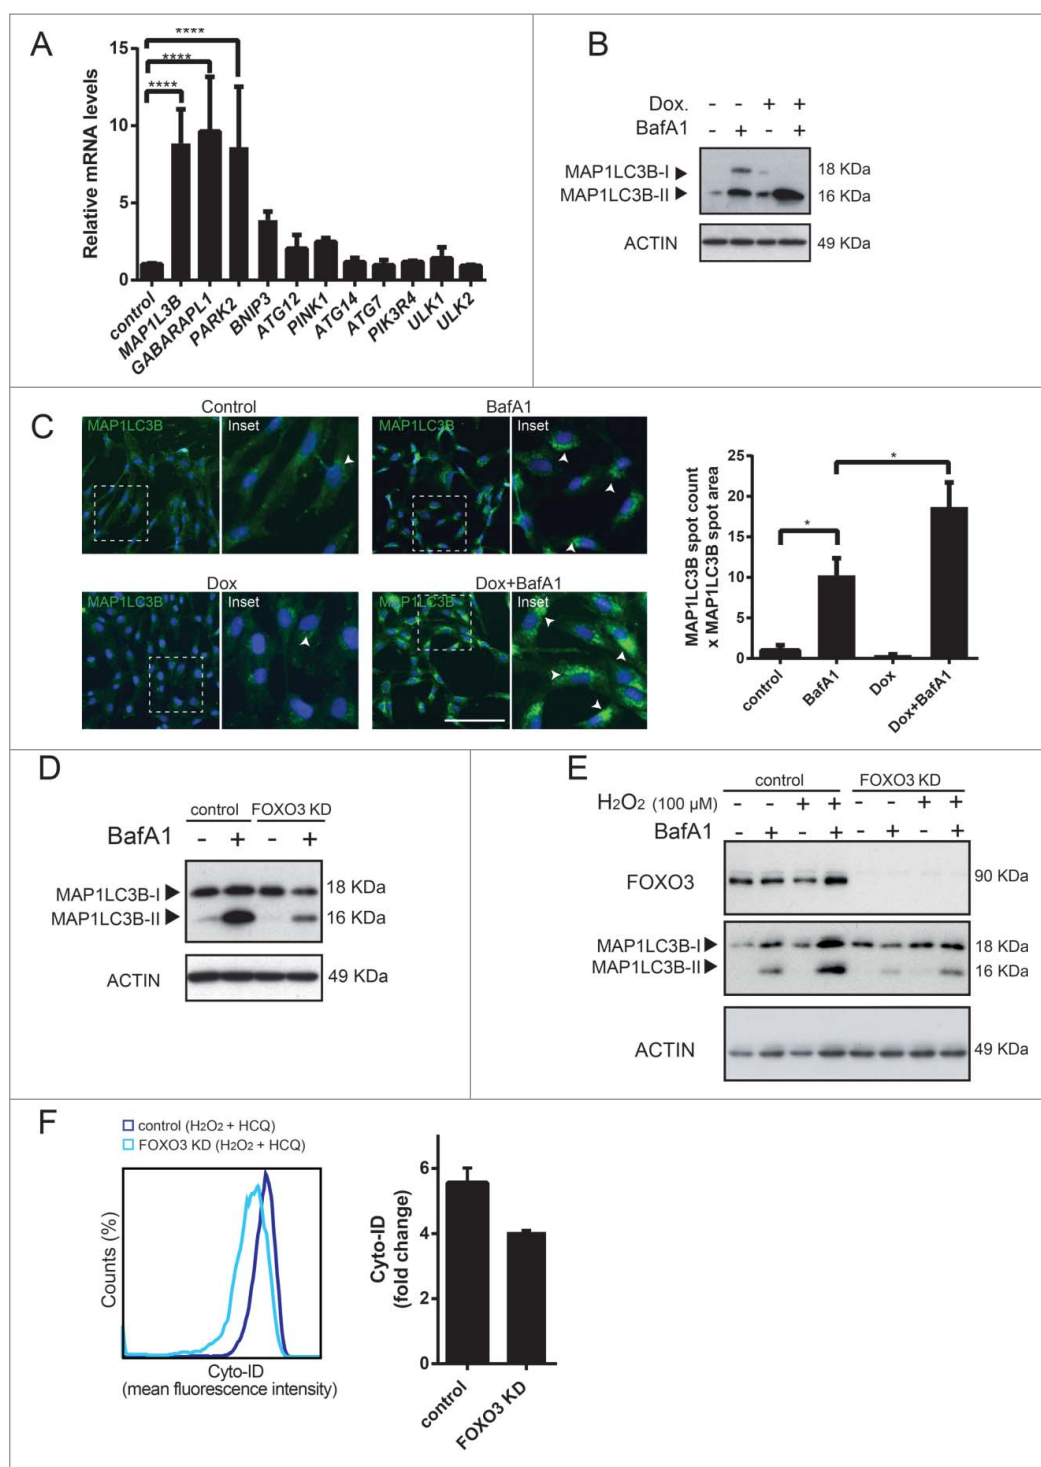 A
****
****
****
Relative mRNA levels
15
10
5
0
control
MAP1L3B
GABARAPL1
PARK2
BNIP3
ATG12
PINK1
ATG14
ATG7
PIK3R4
ULK1
ULK2
B
Dox. - - + +
BafA1 - + - +
MAP1LC3B-I 18 KDa
MAP1LC3B-II 16 KDa
ACTIN 49 KDa
C
Control BafA1
MAP1LC3B Inset MAP1LC3B Inset
Dox Dox+BafA1
MAP1LC3B Inset MAP1LC3B Inset
MAP1LC3B spot count
x MAP1LC3B spot area
25
20
15
10
5
0
*
*
control
BafA1
Dox
Dox+BafA1
D
control FOXO3 KD
BafA1 - + - +
MAP1LC3B-I 18 KDa
MAP1LC3B-II 16 KDa
ACTIN 49 KDa
E
control FOXO3 KD
H2O2 (100 µM) - - + + - - + +
BafA1 - + - + - + - +
FOXO3 90 KDa
MAP1LC3B-I 18 KDa
MAP1LC3B-II 16 KDa
ACTIN 49 KDa
F
control (H2O2 + HCQ)
FOXO3 KD (H2O2 + HCQ)
Counts (%)
Cyto-ID
(mean fluorescence intensity)
Cyto-ID
(fold change)
6
4
2
0
control
FOXO3 KD